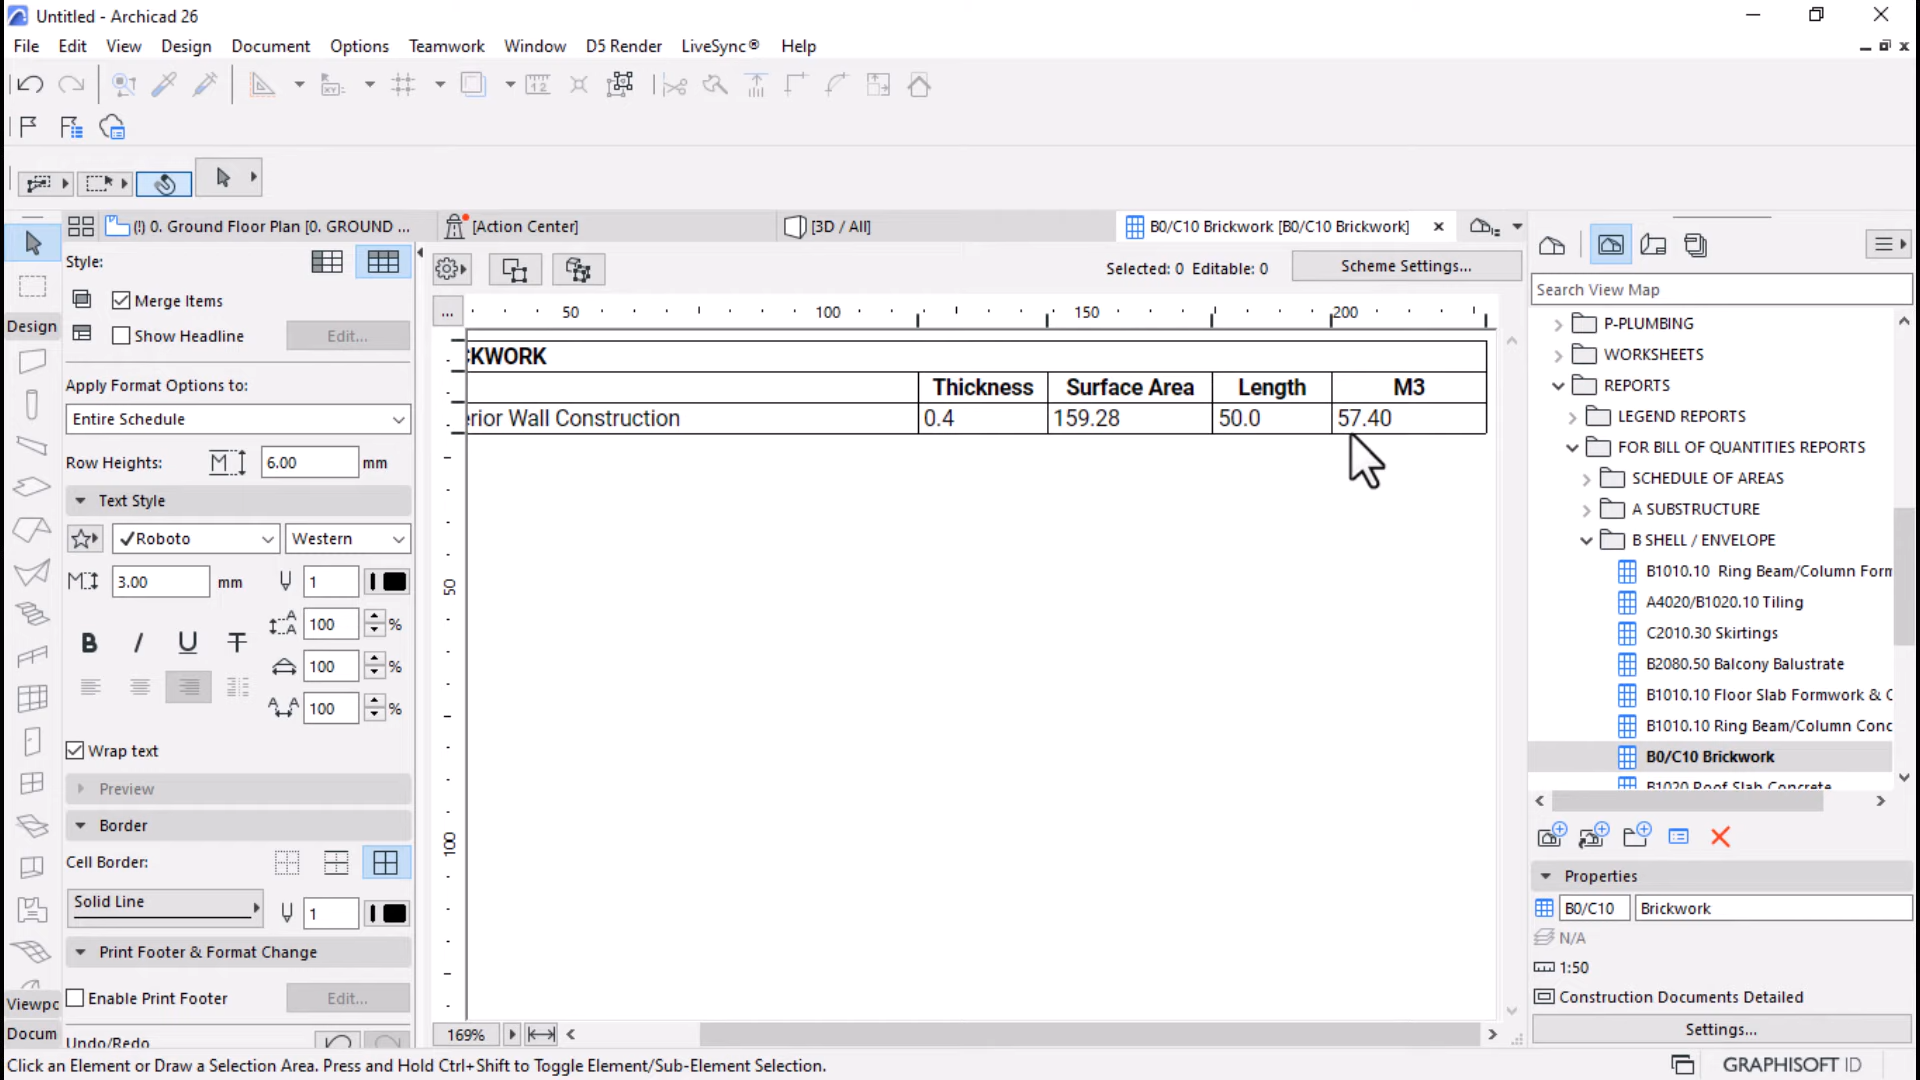 Untitled - Archicad 26
File Edit View Design Document Options Teamwork Window D5 Render LiveSync® Help
(!) 0. Ground Floor Plan [0. GROUND ...
[Action Center]
[3D / All]
B0/C10 Brickwork [B0/C10 Brickwork]
Style:
Merge Items
Show Headline
Edit...
Apply Format Options to:
Entire Schedule
Row Heights:
6.00
mm
Text Style
Roboto
Western
3.00
mm
1
100
%
B I U T
100
%
100
%
Wrap text
Preview
Border
Cell Border:
Solid Line
1
Print Footer & Format Change
Enable Print Footer
Edit...
Undo/Redo
Design
Viewpc
Docum
Selected: 0 Editable: 0
Scheme Settings...
...
50 100 150 200
50
100
KWORK
Thickness Surface Area Length M3
erior Wall Construction 0.4 159.28 50.0 57.40
169%
Search View Map
P-PLUMBING
WORKSHEETS
REPORTS
LEGEND REPORTS
FOR BILL OF QUANTITIES REPORTS
SCHEDULE OF AREAS
A SUBSTRUCTURE
B SHELL / ENVELOPE
B1010.10 Ring Beam/Column Form
A4020/B1020.10 Tiling
C2010.30 Skirtings
B2080.50 Balcony Balustrate
B1010.10 Floor Slab Formwork & C
B1010.10 Ring Beam/Column Conc
B0/C10 Brickwork
B1020 Roof Slab Concrete
Properties
B0/C10
Brickwork
N/A
1:50
Construction Documents Detailed
Settings...
Click an Element or Draw a Selection Area. Press and Hold Ctrl+Shift to Toggle Element/Sub-Element Selection.
GRAPHISOFT ID